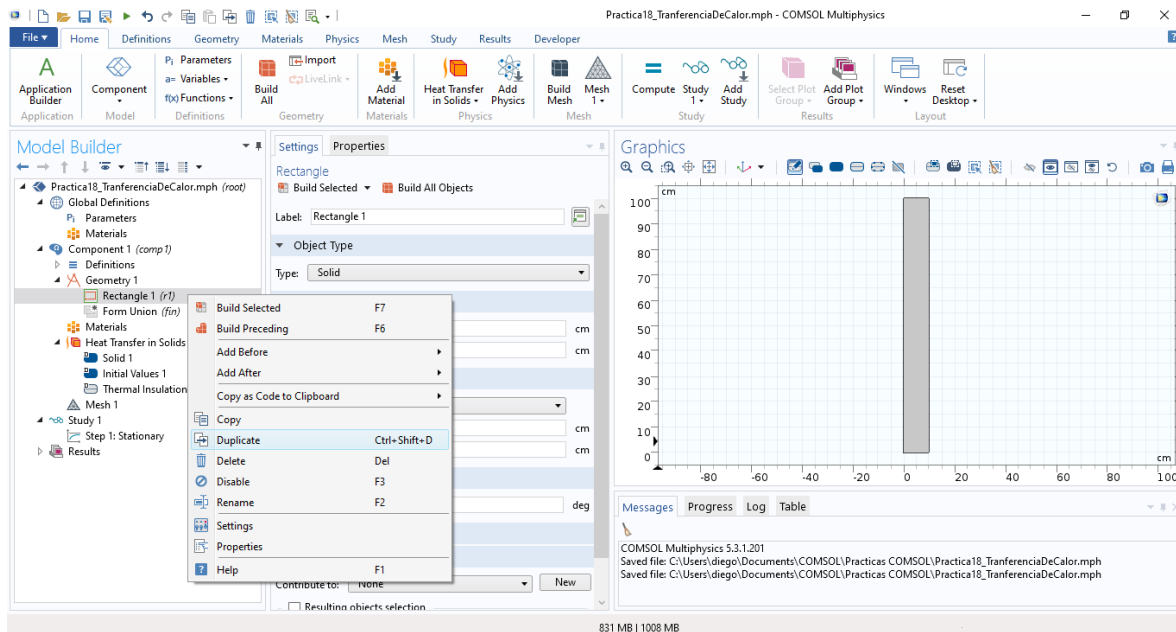 Practica18_TranferenciaDeCalor.mph - COMSOL Multiphysics
File Home Definitions Geometry Materials Physics Mesh Study Results Developer
Application Builder
Application
Component
Model
Pi Parameters
a= Variables
f(x) Functions
Definitions
Build All
Import
LiveLink
Geometry
Add Material
Materials
Heat Transfer in Solids
Add Physics
Physics
Build Mesh
Mesh 1
Mesh
Compute
Study 1
Add Study
Study
Select Plot Group
Add Plot Group
Results
Windows
Reset Desktop
Layout
Model Builder
Practica18_TranferenciaDeCalor.mph (root)
Global Definitions
Pi Parameters
Materials
Component 1 (comp1)
Definitions
Geometry 1
Rectangle 1 (r1)
Form Union (fin)
Materials
Heat Transfer in Solids
Solid 1
Initial Values 1
Thermal Insulation
Mesh 1
Study 1
Step 1: Stationary
Results
Build Selected F7
Build Preceding F6
Add Before
Add After
Copy as Code to Clipboard
Copy
Duplicate Ctrl+Shift+D
Delete Del
Disable F3
Rename F2
Settings
Properties
Help F1
Settings Properties
Rectangle
Build Selected Build All Objects
Label: Rectangle 1
Object Type
Type: Solid
cm
cm
cm
cm
deg
Contribute to: None New
Resulting objects selection
Graphics
cm
100
90
80
70
60
50
40
30
20
10
0
cm
-80 -60 -40 -20 0 20 40 60 80 100
Messages Progress Log Table
COMSOL Multiphysics 5.3.1.201
Saved file: C:\Users\diego\Documents\COMSOL\Practicas COMSOL\Practica18_TranferenciaDeCalor.mph
Saved file: C:\Users\diego\Documents\COMSOL\Practicas COMSOL\Practica18_TranferenciaDeCalor.mph
831 MB | 1008 MB